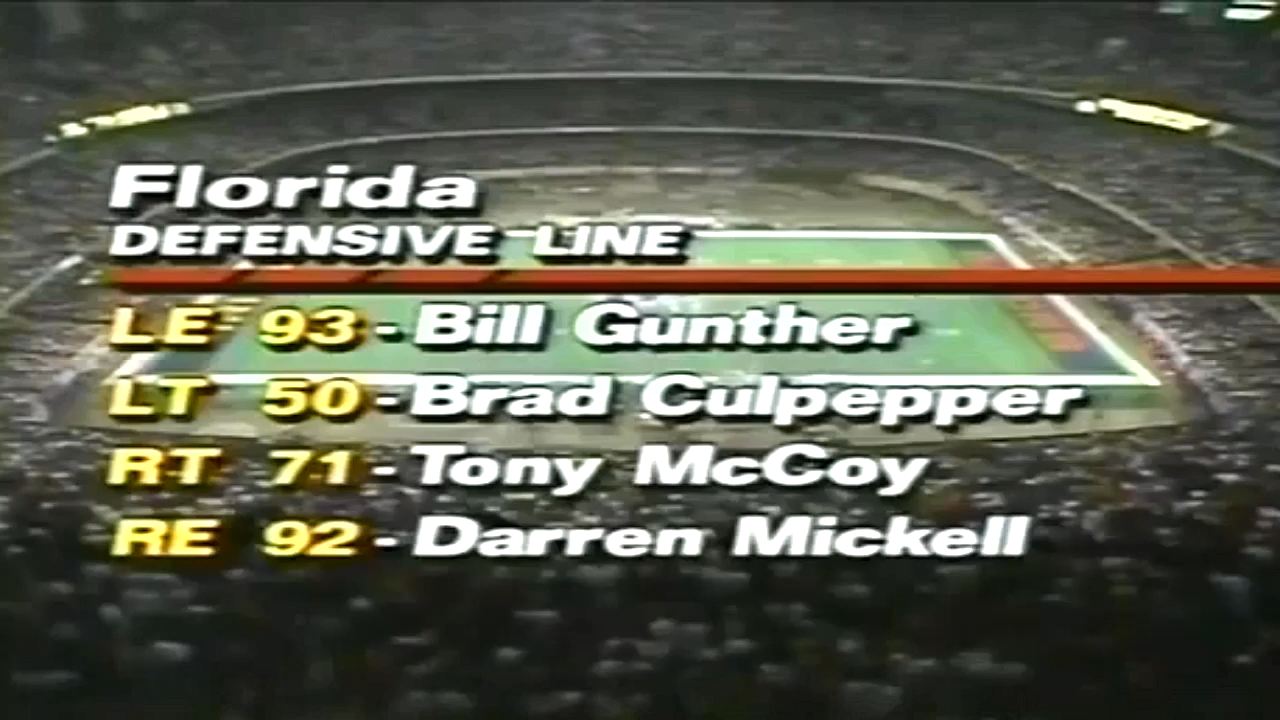 Florida
DEFENSIVE LINE
LE 93 - Bill Gunther
LT 50 - Brad Culpepper
RT 71 - Tony McCoy
RE 92 - Darren Mickell